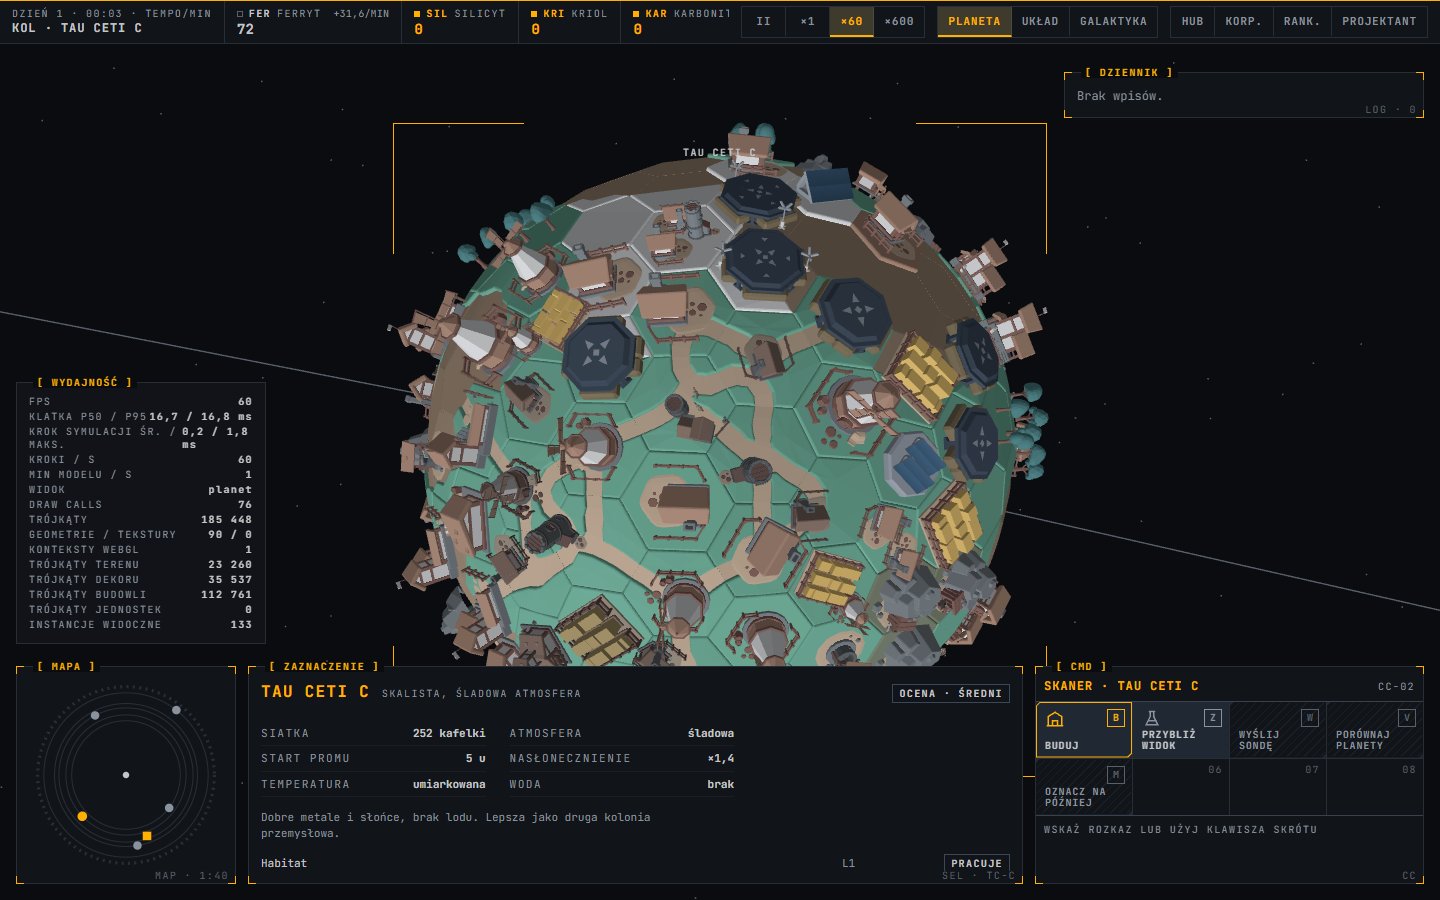 DZIEŃ 1 · 00:03 · TEMPO/MIN
KOL · TAU CETI C
FER FERRYT +31,6/MIN
72
SIL SILICYT
0
KRI KRIOL
0
KAR KARBONIT
0
II ×1 ×60 ×600
PLANETA UKŁAD GALAKTYKA
HUB KORP. RANK. PROJEKTANT
[ DZIENNIK ]
Brak wpisów.
LOG · 0
TAU CETI C
[ WYDAJNOŚĆ ]
FPS 60
KLATKA P50 / P95 16,7 / 16,8 ms
KROK SYMULACJI ŚR. / MAKS. 0,2 / 1,8 ms
KROKI / S 60
MIN MODELU / S 1
WIDOK planet
DRAW CALLS 76
TRÓJKĄTY 185 448
GEOMETRIE / TEKSTURY 90 / 0
KONTEKSTY WEBGL 1
TRÓJKĄTY TERENU 23 260
TRÓJKĄTY DEKORU 35 537
TRÓJKĄTY BUDOWLI 112 761
TRÓJKĄTY JEDNOSTEK 0
INSTANCJE WIDOCZNE 133
[ MAPA ]
MAP · 1:40
[ ZAZNACZENIE ]
TAU CETI C SKALISTA, ŚLADOWA ATMOSFERA
OCENA · ŚREDNI
SIATKA 252 kafelki ATMOSFERA śladowa
START PROMU 5 u NASŁONECZNIENIE ×1,4
TEMPERATURA umiarkowana WODA brak
Dobre metale i słońce, brak lodu. Lepsza jako druga kolonia
przemysłowa.
Habitat L1 PRACUJE
SEL · TC-C
[ CMD ]
SKANER · TAU CETI C CC-02
B
BUDUJ
Z
PRZYBLIŻ
WIDOK
W
WYŚLIJ
SONDĘ
V
PORÓWNAJ
PLANETY
M
OZNACZ NA
PÓŹNIEJ
06
07
08
WSKAŻ ROZKAZ LUB UŻYJ KLAWISZA SKRÓTU
CC